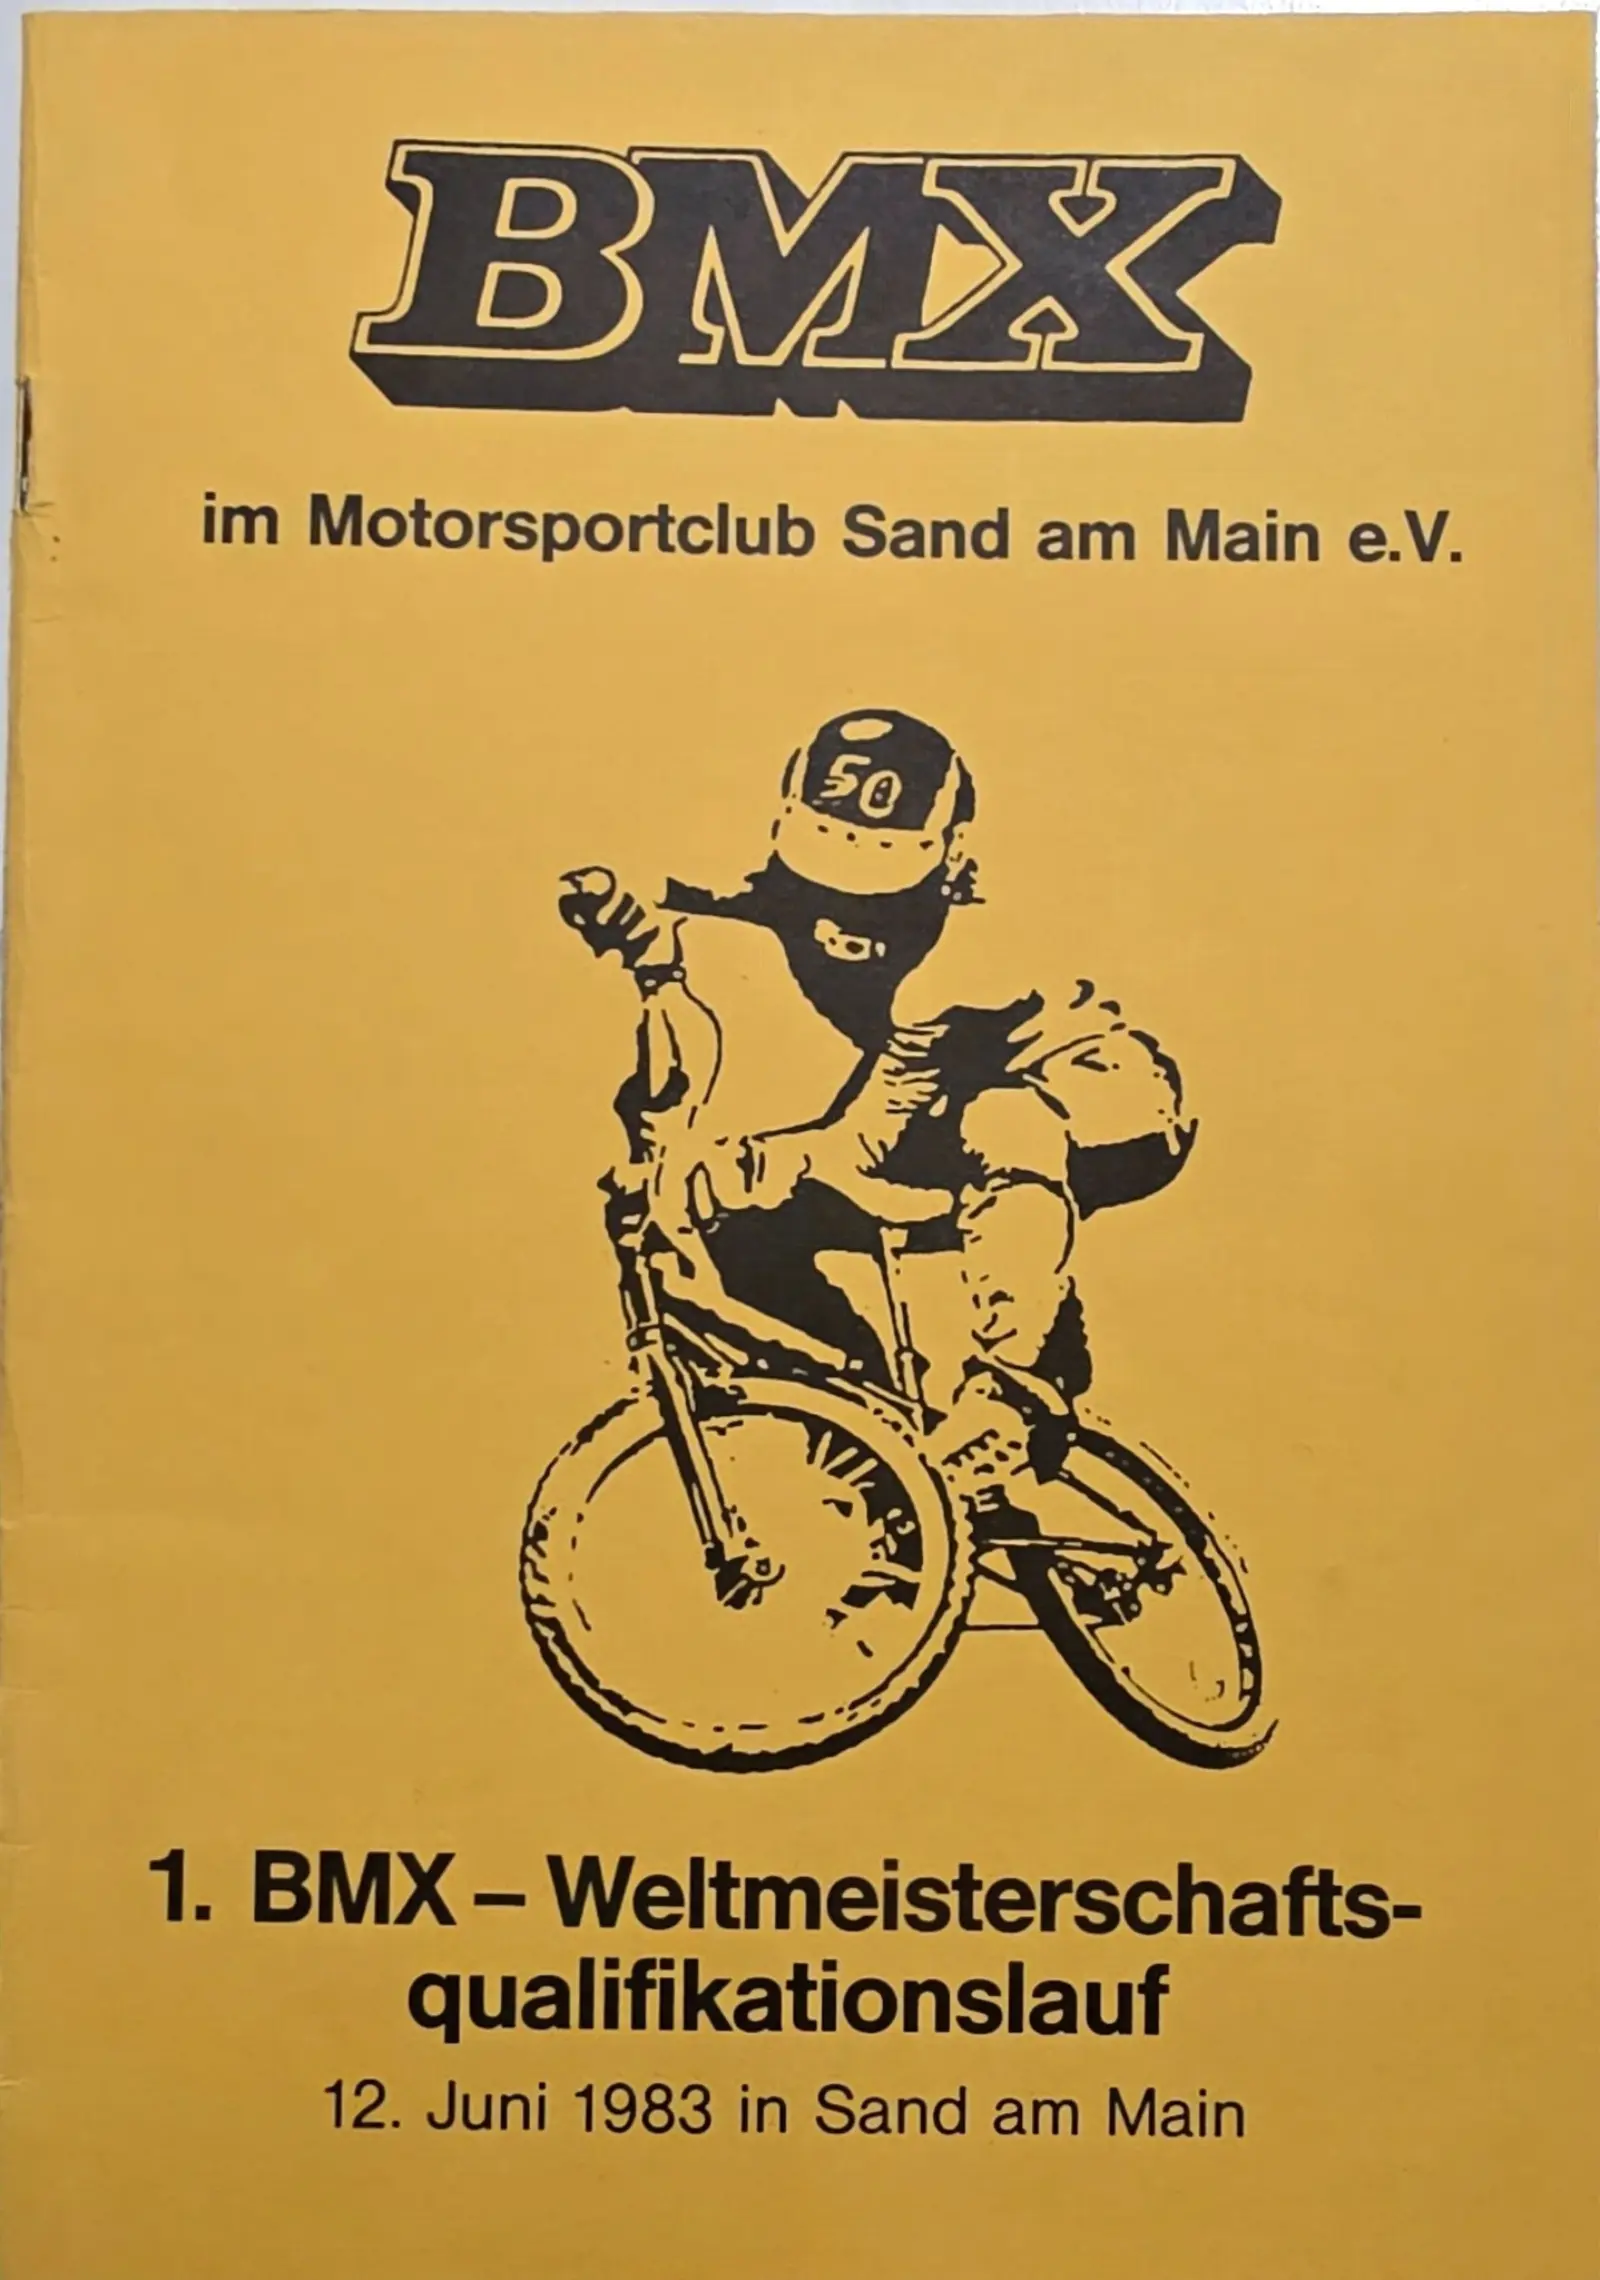 BMX
im Motorsportclub Sand am Main e.V.
50
1. BMX – Weltmeisterschafts-
qualifikationslauf
12. Juni 1983 in Sand am Main